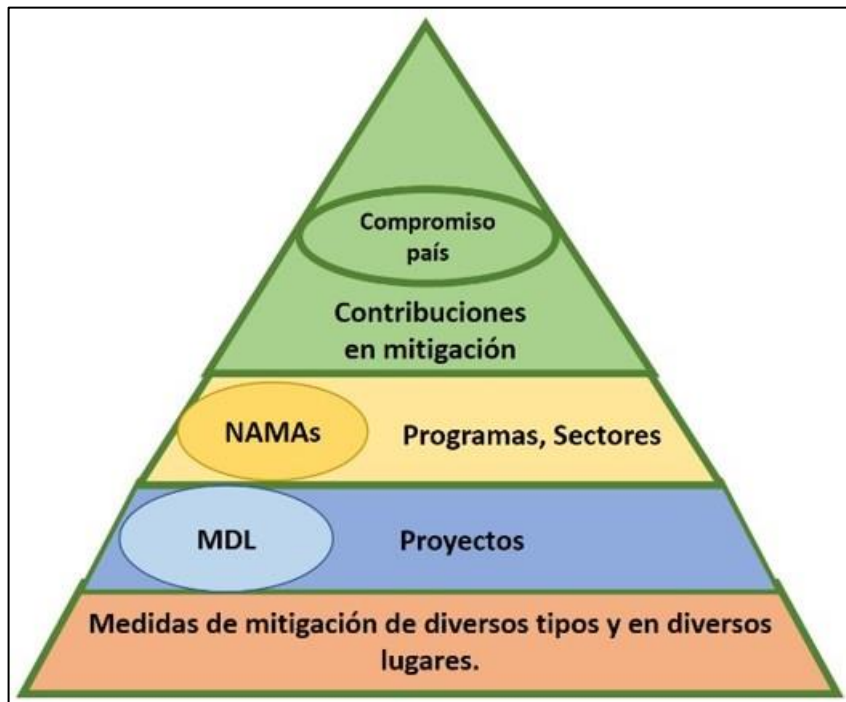 Compromiso
país
Contribuciones
en mitigación
NAMAs
Programas, Sectores
MDL
Proyectos
Medidas de mitigación de diversos tipos y en diversos
lugares.